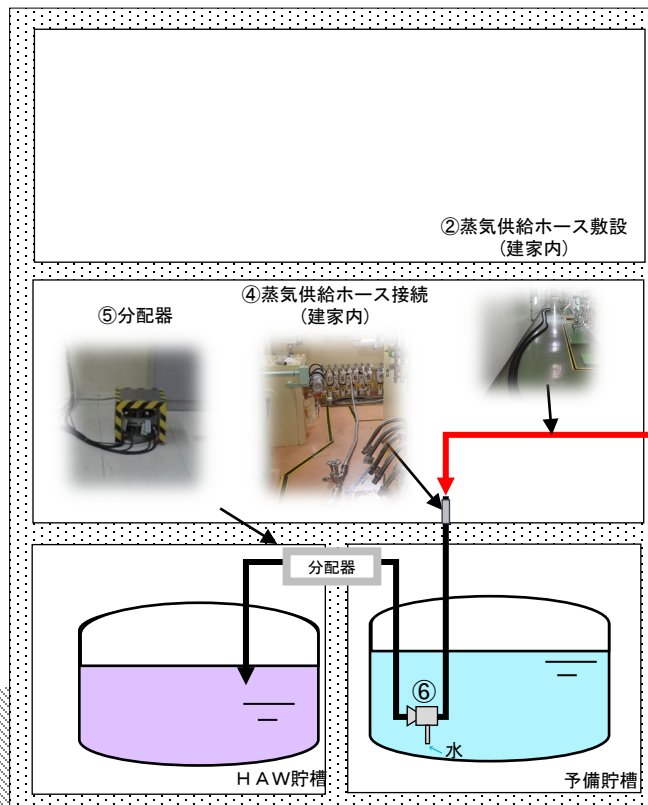 ②蒸気供給ホース敷設
(建家内)
④蒸気供給ホース接続
(建家内)
⑤分配器
分配器
⑥
水
ＨＡＷ貯槽
予備貯槽